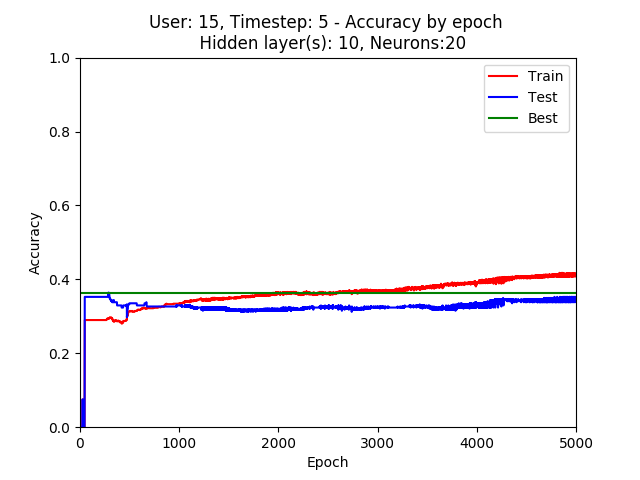 User: 15, Timestep: 5 - Accuracy by epoch
Hidden layer(s): 10, Neurons:20
Train
Test
Best
1.0
0.8
0.6
0.4
0.2
0.0
Accuracy
0 1000 2000 3000 4000 5000
Epoch